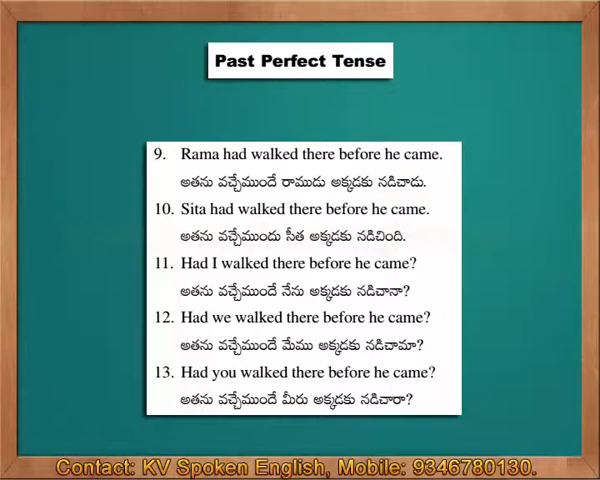 Past Perfect Tense
9. Rama had walked there before he came.
అతను వచ్చేముందే రాముడు అక్కడకు నడిచాడు.
10. Sita had walked there before he came.
అతను వచ్చేముందు సీత అక్కడకు నడిచింది.
11. Had I walked there before he came?
అతను వచ్చేముందే నేను అక్కడకు నడిచానా?
12. Had we walked there before he came?
అతను వచ్చేముందే మేము అక్కడకు నడిచామా?
13. Had you walked there before he came?
అతను వచ్చేముందే మీరు అక్కడకు నడిచారా?
Contact: KV Spoken English, Mobile: 9346780130.